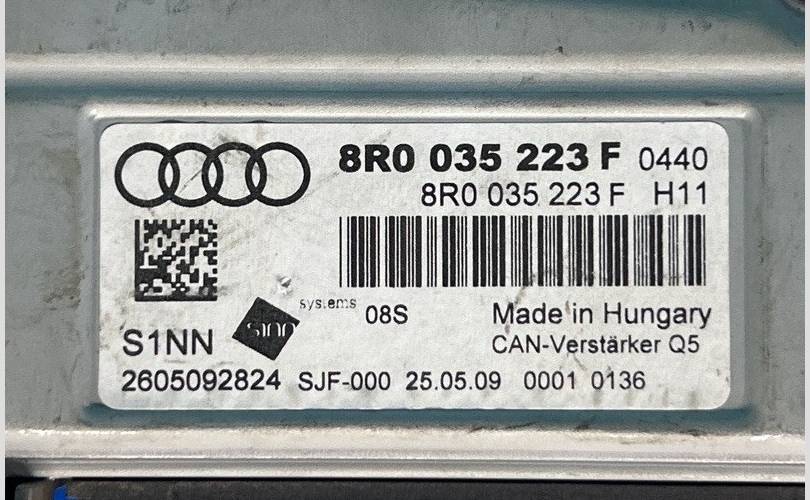 8R0 035 223 F 0440
8R0 035 223 F H11
systems
S1nn
08S
Made in Hungary
S1NN
CAN-Verstärker Q5
2605092824 SJF-000 25.05.09 0001 0136